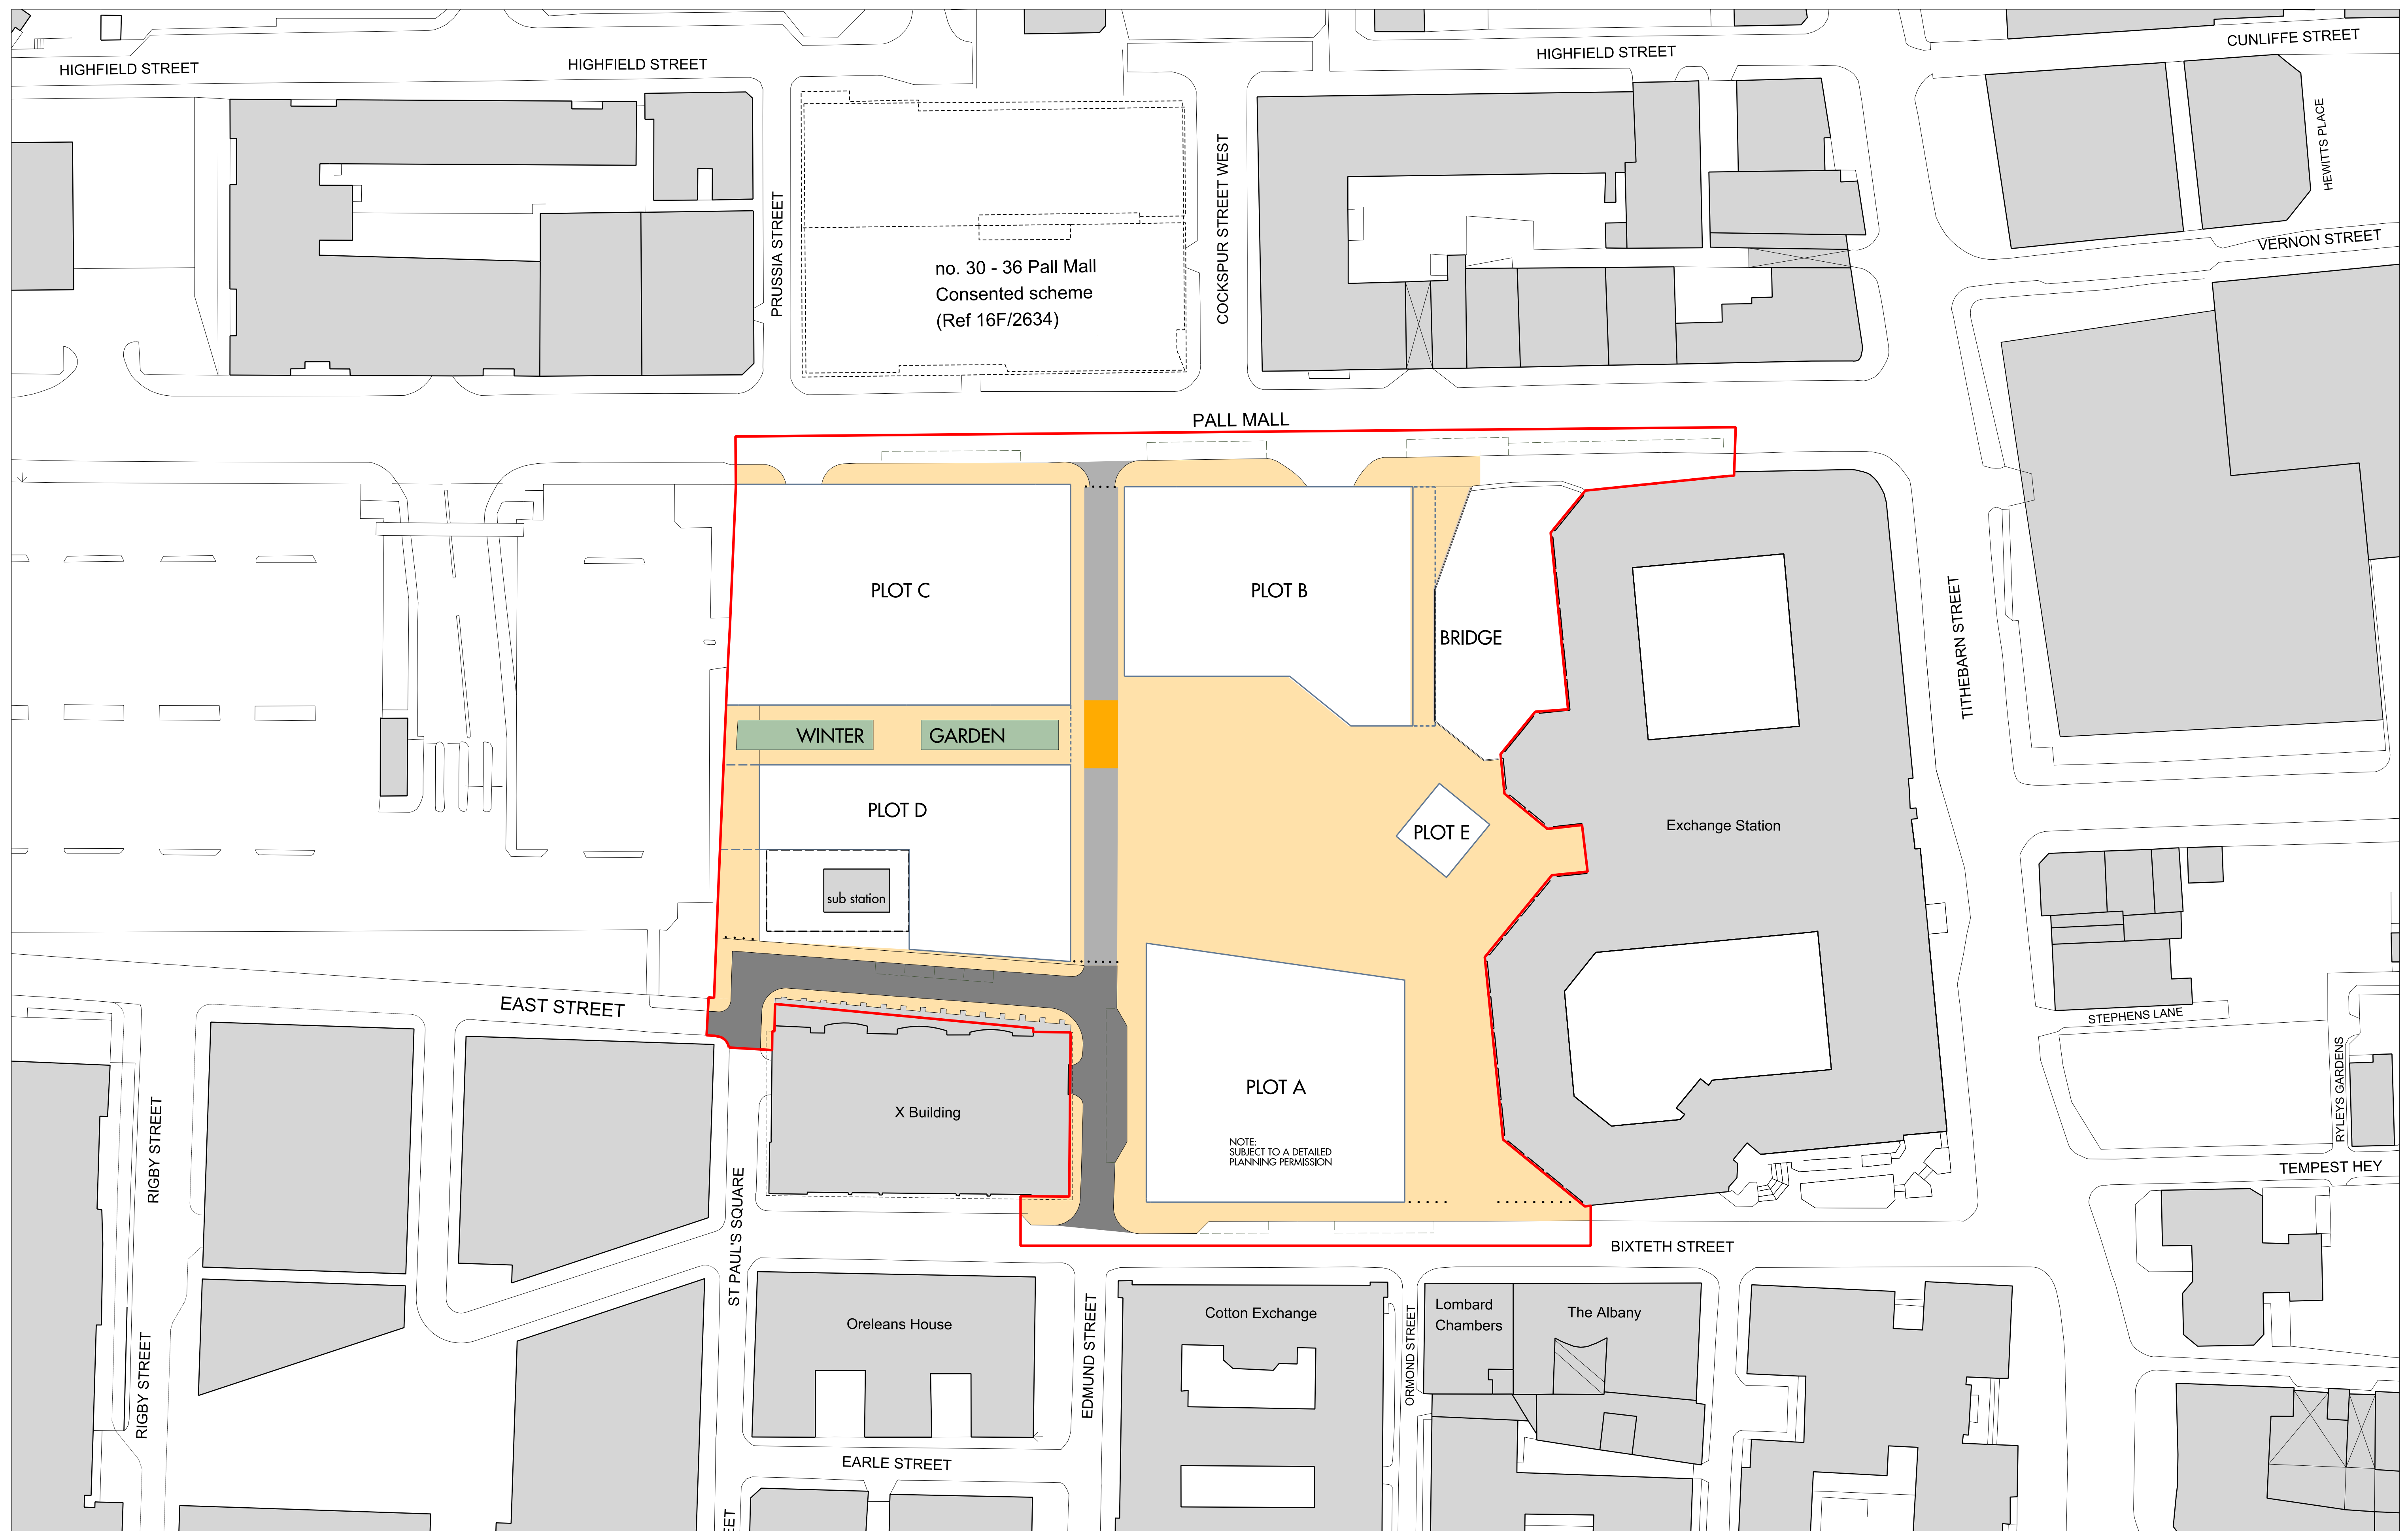 HIGHFIELD STREET
HIGHFIELD STREET
HIGHFIELD STREET
CUNLIFFE STREET
HEWITTS PLACE
PRUSSIA STREET
COCKSPUR STREET WEST
VERNON STREET
no. 30 - 36 Pall Mall
Consented scheme
(Ref 16F/2634)
PALL MALL
PLOT C
PLOT B
BRIDGE
TITHEBARN STREET
WINTER GARDEN
PLOT D
PLOT E
Exchange Station
sub station
EAST STREET
STEPHENS LANE
RYLEYS GARDENS
PLOT A
X Building
RIGBY STREET
NOTE:
SUBJECT TO A DETAILED
PLANNING PERMISSION
TEMPEST HEY
ST PAUL'S SQUARE
BIXTETH STREET
Oreleans House
EDMUND STREET
Cotton Exchange
ORMOND STREET
Lombard
Chambers
The Albany
RIGBY STREET
EARLE STREET
EET